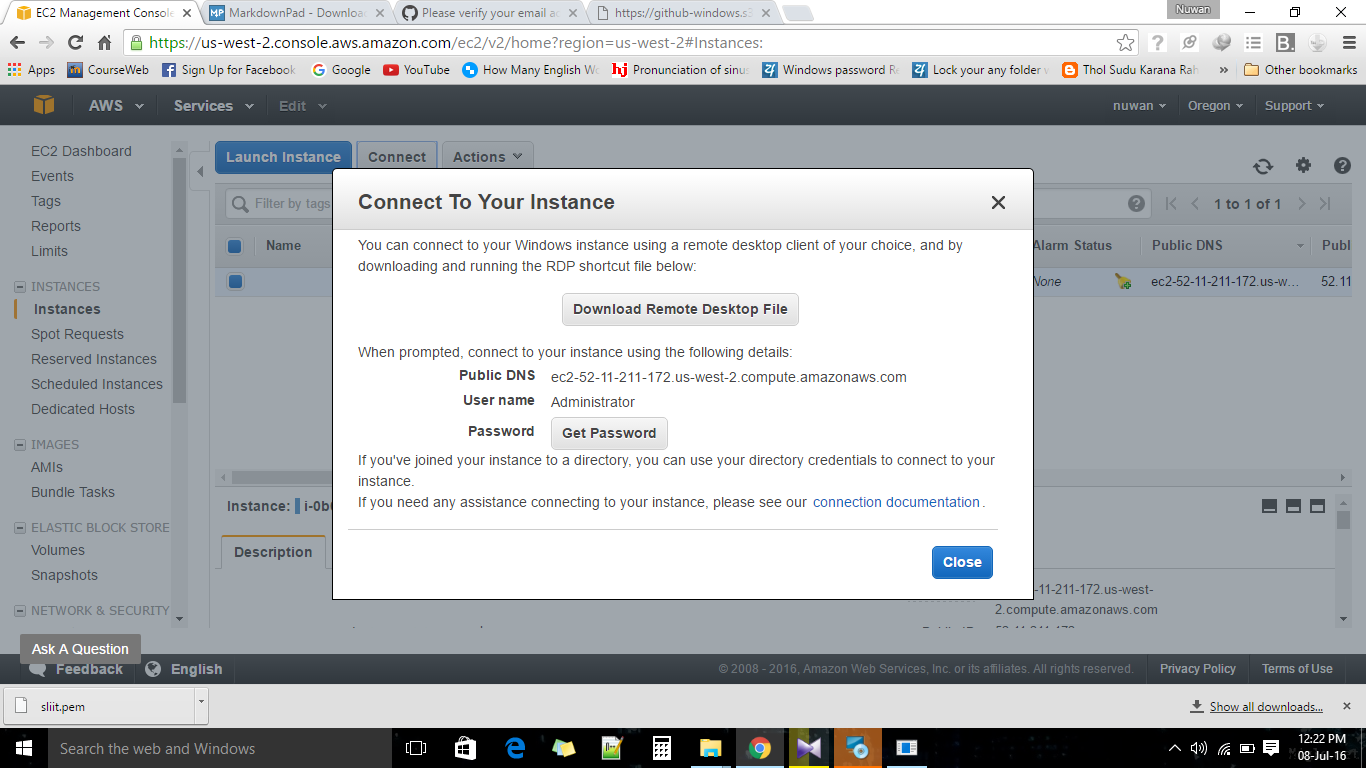 Nuwan
EC2 Management Console
MarkdownPad - Download
Please verify your email ad
https://github-windows.s3
https://us-west-2.console.aws.amazon.com/ec2/v2/home?region=us-west-2#Instances:
Apps CourseWeb Sign Up for Facebook Google YouTube How Many English Wo Pronunciation of sinus Windows password Re Lock your any folder w Thol Sudu Karana Rah » Other bookmarks
AWS Services Edit nuwan Oregon Support
EC2 Dashboard
Events
Tags
Reports
Limits
INSTANCES
Instances
Spot Requests
Reserved Instances
Scheduled Instances
Dedicated Hosts
IMAGES
AMIs
Bundle Tasks
ELASTIC BLOCK STORE
Volumes
Snapshots
NETWORK & SECURITY
Launch Instance Connect Actions
Filter by tags
1 to 1 of 1
Name Alarm Status Public DNS Publ
None ec2-52-11-211-172.us-w... 52.11
Connect To Your Instance
You can connect to your Windows instance using a remote desktop client of your choice, and by
downloading and running the RDP shortcut file below:
Download Remote Desktop File
When prompted, connect to your instance using the following details:
Public DNS ec2-52-11-211-172.us-west-2.compute.amazonaws.com
User name Administrator
Password Get Password
If you've joined your instance to a directory, you can use your directory credentials to connect to your
instance.
If you need any assistance connecting to your instance, please see our connection documentation .
Close
Instance: i-0b
Description
-11-211-172.us-west-
2.compute.amazonaws.com
Ask A Question
Feedback English
© 2008 - 2016, Amazon Web Services, Inc. or its affiliates. All rights reserved. Privacy Policy Terms of Use
sliit.pem
Show all downloads...
Search the web and Windows
12:22 PM
08-Jul-16